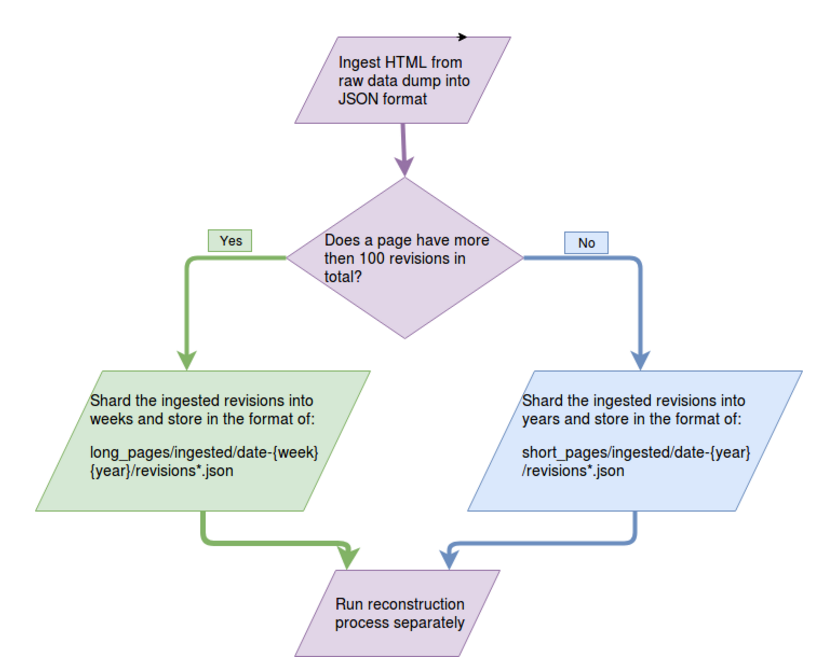 Ingest HTML from
raw data dump into
JSON format
Yes
No
Does a page have more
then 100 revisions in
total?
Shard the ingested revisions into
weeks and store in the format of:
long_pages/ingested/date-{week}
{year}/revisions*.json
Shard the ingested revisions into
years and store in the format of:
short_pages/ingested/date-{year}
/revisions*.json
Run reconstruction
process separately